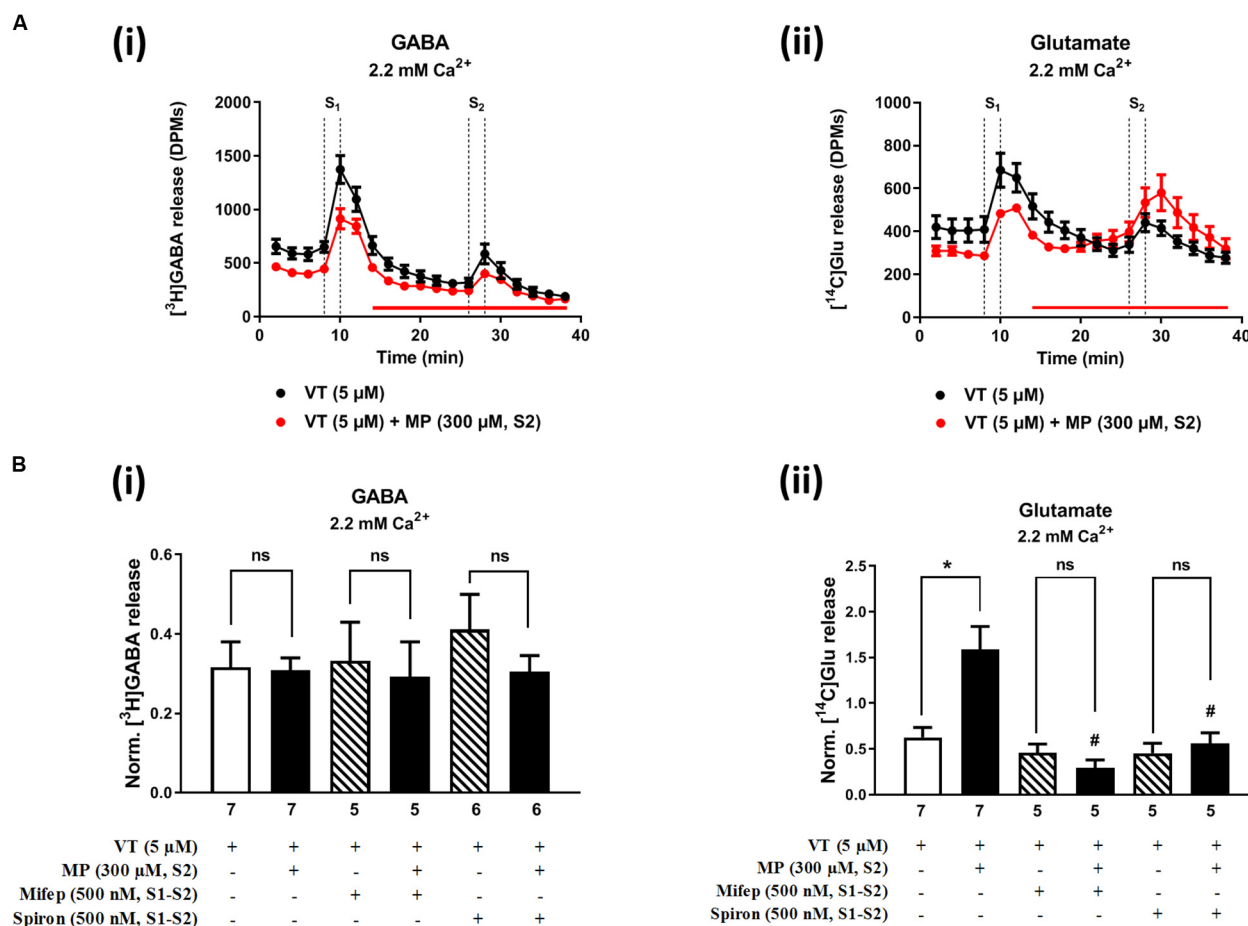 A
(i)
GABA
2.2 mM Ca2+
[3H]GABA release (DPMs)
2000
1500
1000
500
0
S1
S2
0 10 20 30 40
Time (min)
VT (5 µM)
VT (5 µM) + MP (300 µM, S2)
(ii)
Glutamate
2.2 mM Ca2+
[14C]Glu release (DPMs)
1000
800
600
400
200
0
S1
S2
0 10 20 30 40
Time (min)
VT (5 µM)
VT (5 µM) + MP (300 µM, S2)
B
(i)
GABA
2.2 mM Ca2+
Norm. [3H]GABA release
0.6
0.4
0.2
0.0
ns ns ns
7 7 5 5 6 6
VT (5 µM) + + + + + +
MP (300 µM, S2) - + - + - +
Mifep (500 nM, S1-S2) - - + + - -
Spiron (500 nM, S1-S2) - - - - + +
(ii)
Glutamate
2.2 mM Ca2+
Norm. [14C]Glu release
2.5
2.0
1.5
1.0
0.5
0.0
* ns ns
# #
7 7 5 5 5 5
VT (5 µM) + + + + + +
MP (300 µM, S2) - + - + - +
Mifep (500 nM, S1-S2) - - + + - -
Spiron (500 nM, S1-S2) - - - - + +